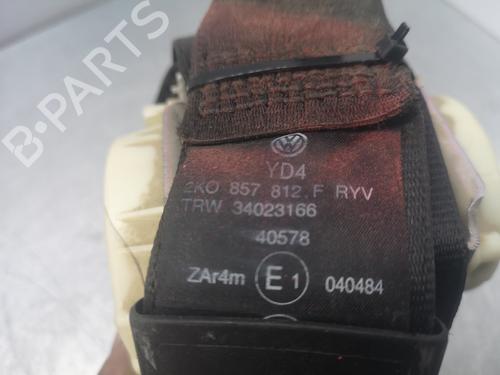 B-PARTS
YD4
2K0 857 812 F RYV
TRW 34023166
40578
ZAr4m E1 040484